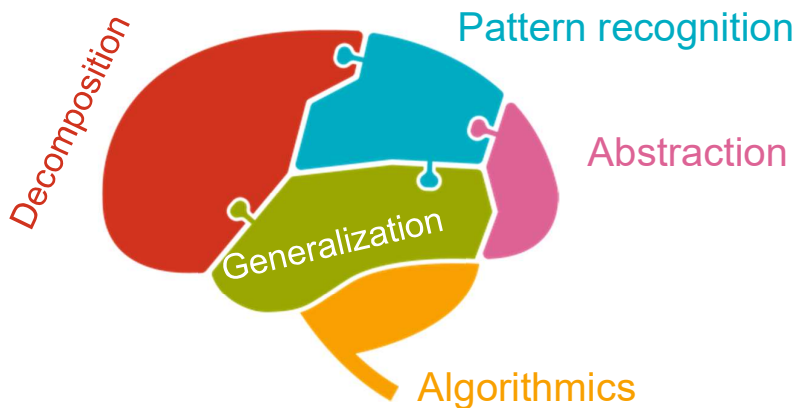 Decomposition
Pattern recognition
Abstraction
Generalization
Algorithmics